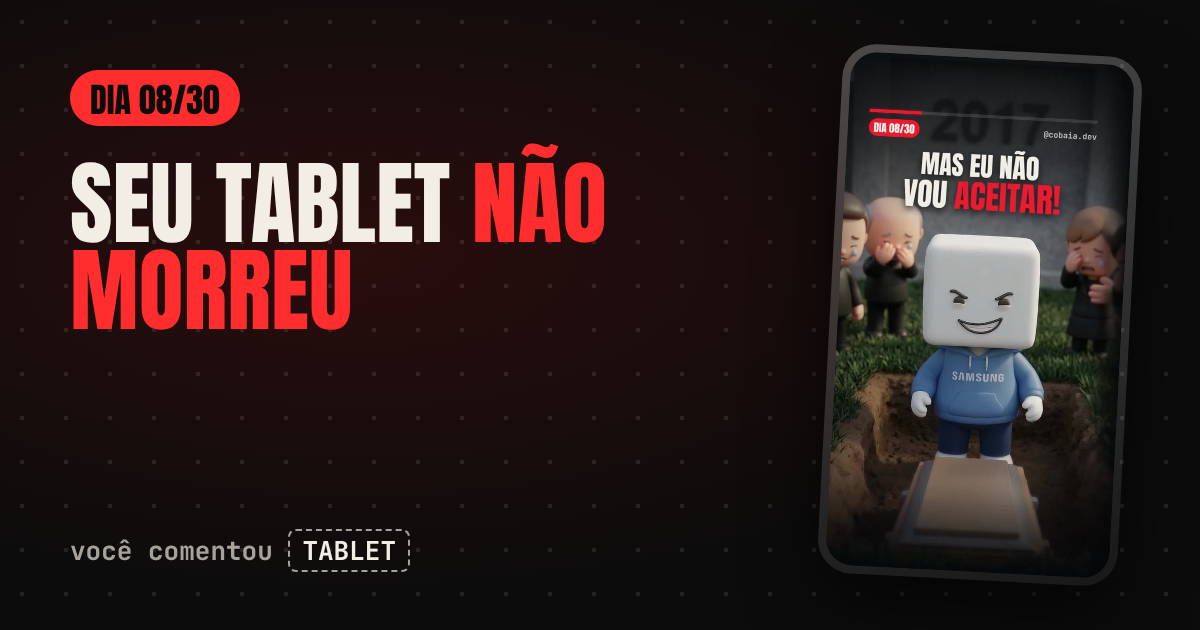 DIA 08/30
SEU TABLET NÃO
MORREU
você comentou TABLET
2017
DIA 08/30
@cobaia.dev
MAS EU NÃO
VOU ACEITAR!
SAMSUNG